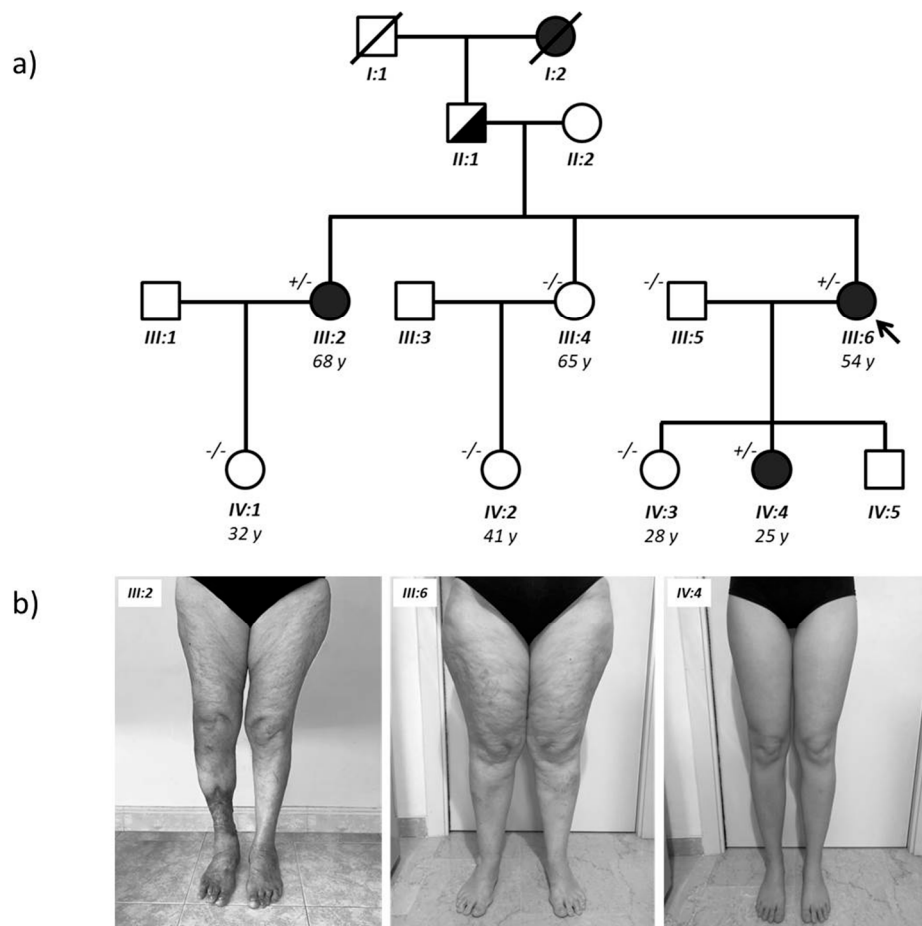 a)
I:1 I:2
II:1 II:2
+/- -/- -/- +/-
III:1 III:2 III:3 III:4 III:5 III:6
68 y 65 y 54 y
-/- -/- -/- +/-
IV:1 IV:2 IV:3 IV:4 IV:5
32 y 41 y 28 y 25 y
b)
III:2 III:6 IV:4